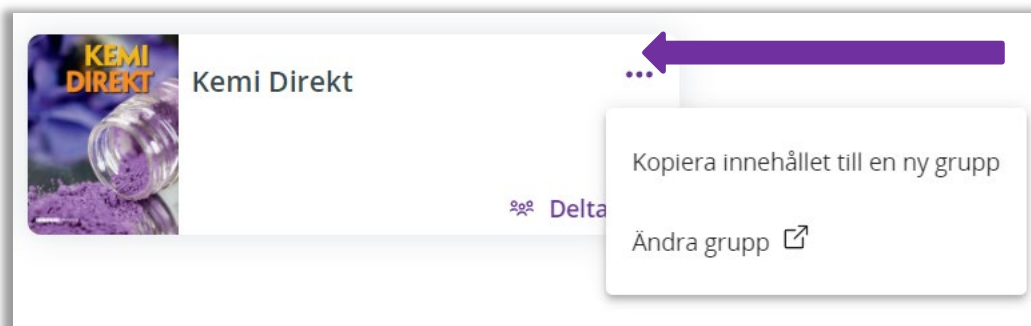 KEMI
DIREKT
Kemi Direkt
Delta
Kopiera innehållet till en ny grupp
Ändra grupp